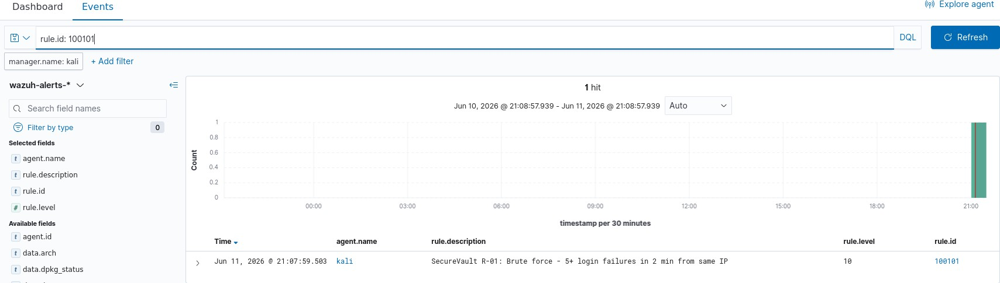 Dashboard Events Explore agent
rule.id: 100101 DQL Refresh
manager.name: kali + Add filter
wazuh-alerts-*
Search field names
Filter by type 0
Selected fields
t agent.name
t rule.description
t rule.id
# rule.level
Available fields
t agent.id
t data.arch
t data.dpkg_status
1 hit
Jun 10, 2026 @ 21:08:57.939 - Jun 11, 2026 @ 21:08:57.939 Auto
Count
1
0.8
0.6
0.4
0.2
0
00:00 03:00 06:00 09:00 12:00 15:00 18:00 21:00
timestamp per 30 minutes
Time agent.name rule.description rule.level rule.id
Jun 11, 2026 @ 21:07:59.503 kali SecureVault R-01: Brute force - 5+ login failures in 2 min from same IP 10 100101